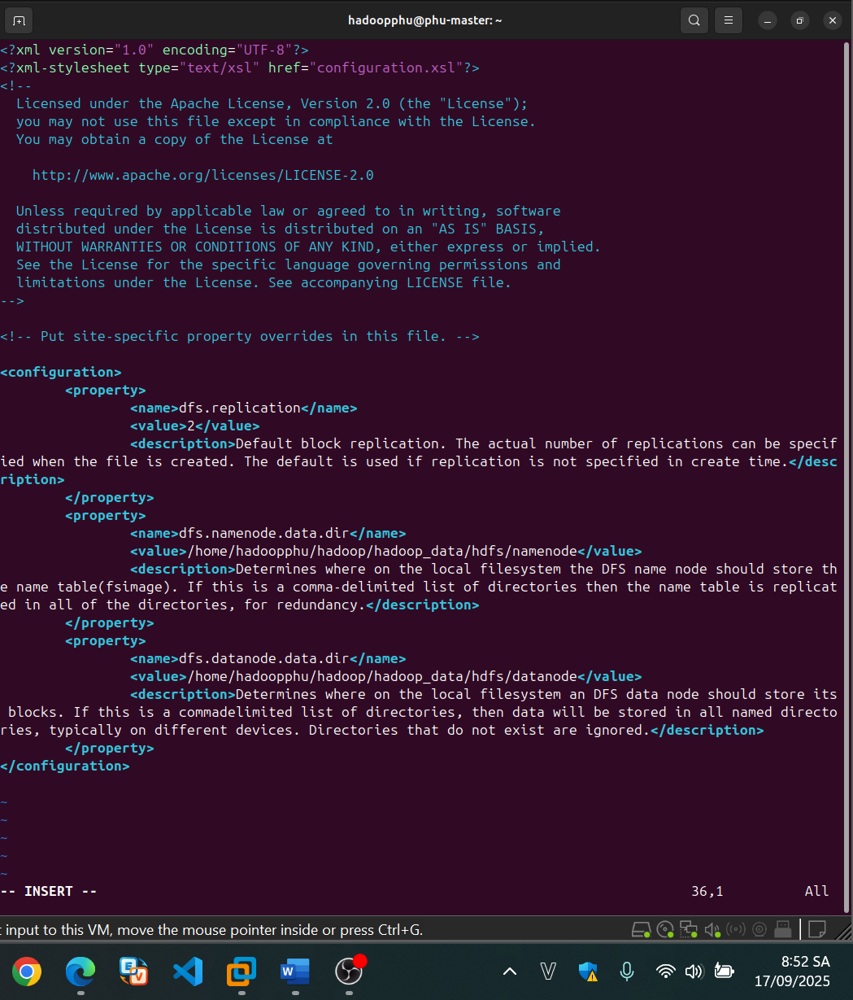 hadoopphu@phu-master: ~
<?xml version="1.0" encoding="UTF-8"?>
<?xml-stylesheet type="text/xsl" href="configuration.xsl"?>
<!--
  Licensed under the Apache License, Version 2.0 (the "License");
  you may not use this file except in compliance with the License.
  You may obtain a copy of the License at
    http://www.apache.org/licenses/LICENSE-2.0
  Unless required by applicable law or agreed to in writing, software
  distributed under the License is distributed on an "AS IS" BASIS,
  WITHOUT WARRANTIES OR CONDITIONS OF ANY KIND, either express or implied.
  See the License for the specific language governing permissions and
  limitations under the License. See accompanying LICENSE file.
-->
<!-- Put site-specific property overrides in this file. -->
<configuration>
        <property>
                <name>dfs.replication</name>
                <value>2</value>
                <description>Default block replication. The actual number of replications can be specif
ied when the file is created. The default is used if replication is not specified in create time.</desc
ription>
        </property>
        <property>
                <name>dfs.namenode.data.dir</name>
                <value>/home/hadoopphu/hadoop/hadoop_data/hdfs/namenode</value>
                <description>Determines where on the local filesystem the DFS name node should store th
e name table(fsimage). If this is a comma-delimited list of directories then the name table is replicat
ed in all of the directories, for redundancy.</description>
        </property>
        <property>
                <name>dfs.datanode.data.dir</name>
                <value>/home/hadoopphu/hadoop/hadoop_data/hdfs/datanode</value>
                <description>Determines where on the local filesystem an DFS data node should store its
 blocks. If this is a commadelimited list of directories, then data will be stored in all named directo
ries, typically on different devices. Directories that do not exist are ignored.</description>
        </property>
</configuration>
~
~
~
~
~
-- INSERT -- 36,1 All
t input to this VM, move the mouse pointer inside or press Ctrl+G.
E V
W
V
8:52 SA
17/09/2025